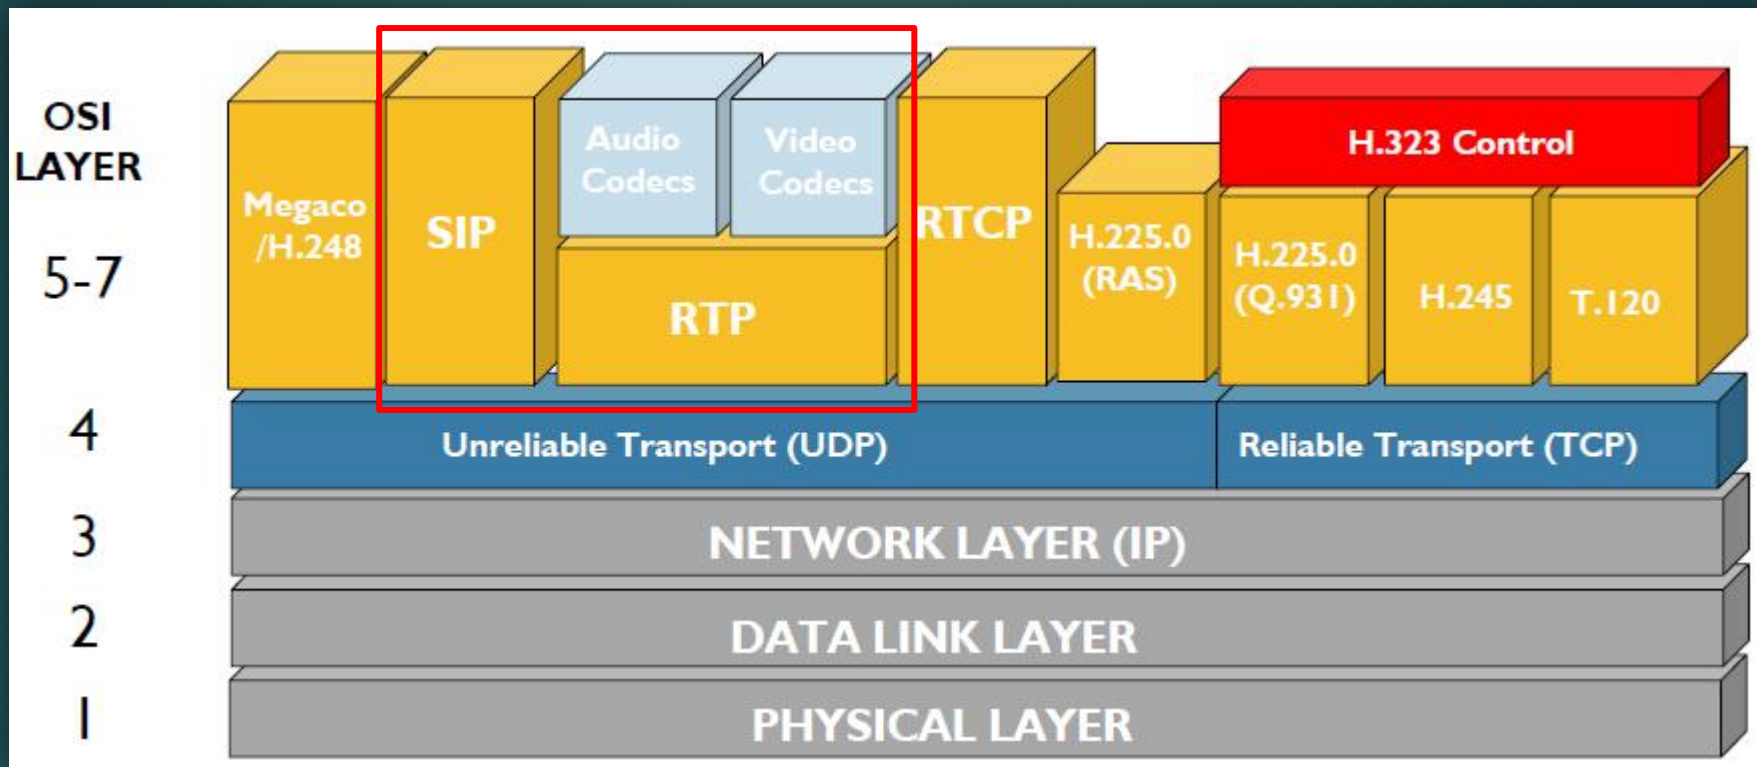 OSI
LAYER
5-7
4
3
2
1
Megaco
/H.248
SIP
Audio
Codecs
Video
Codecs
RTP
RTCP
H.225.0
(RAS)
H.323 Control
H.225.0
(Q.931)
H.245
T.120
Unreliable Transport (UDP)
Reliable Transport (TCP)
NETWORK LAYER (IP)
DATA LINK LAYER
PHYSICAL LAYER